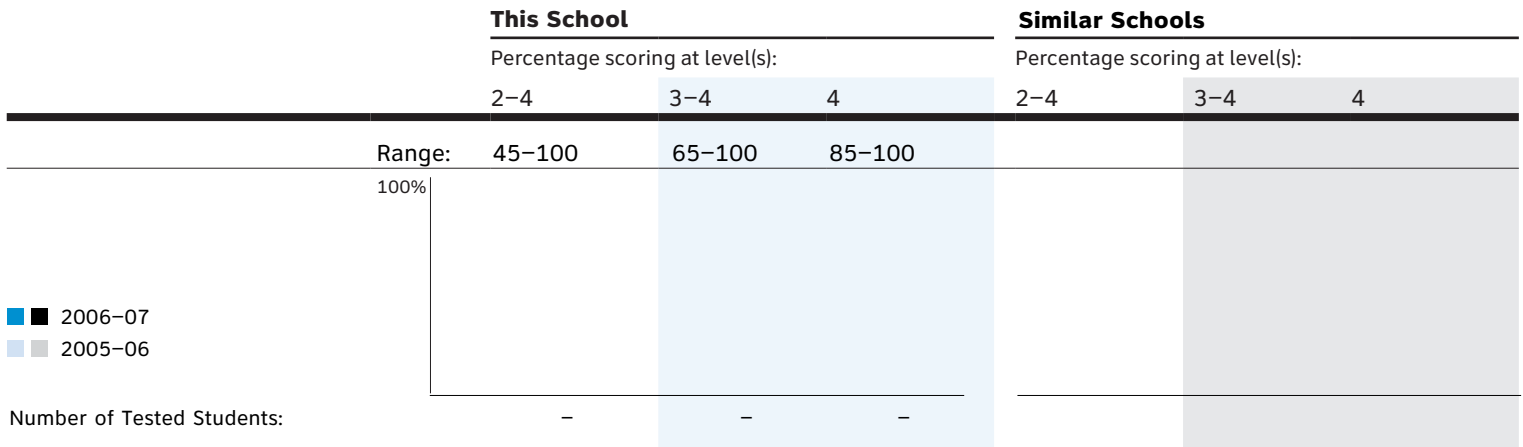 This School Similar Schools
Percentage scoring at level(s): Percentage scoring at level(s):
2–4 3–4 4 2–4 3–4 4
Range: 45–100 65–100 85–100
100%
2006–07
2005–06
Number of Tested Students: – – –